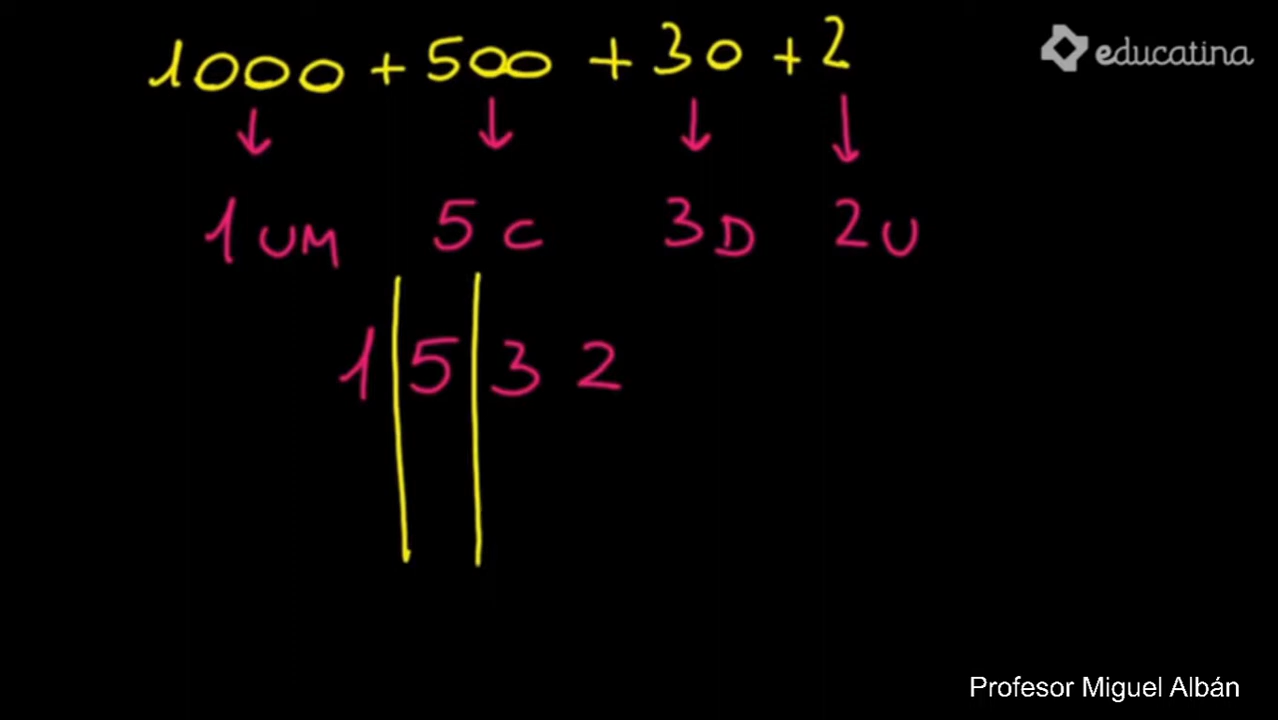 1000 + 500 + 30 + 2
educatina
1 UM 5 C 3 D 2 U
1 5 3 2
Profesor Miguel Albán